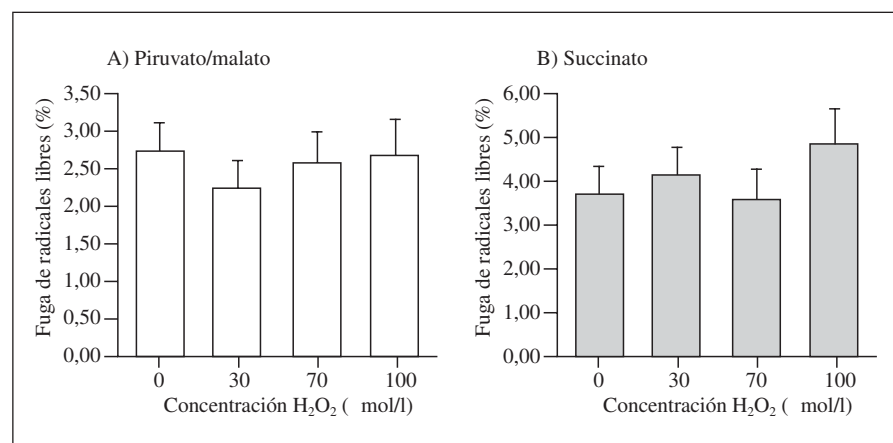 A) Piruvato/malato
Fuga de radicales libres (%)
3,50
3,00
2,50
2,00
1,50
1,00
0,50
0,00
0 30 70 100
Concentración H₂O₂ ( mol/l)
B) Succinato
Fuga de radicales libres (%)
6,00
5,00
4,00
3,00
2,00
1,00
0,00
0 30 70 100
Concentración H₂O₂ ( mol/l)